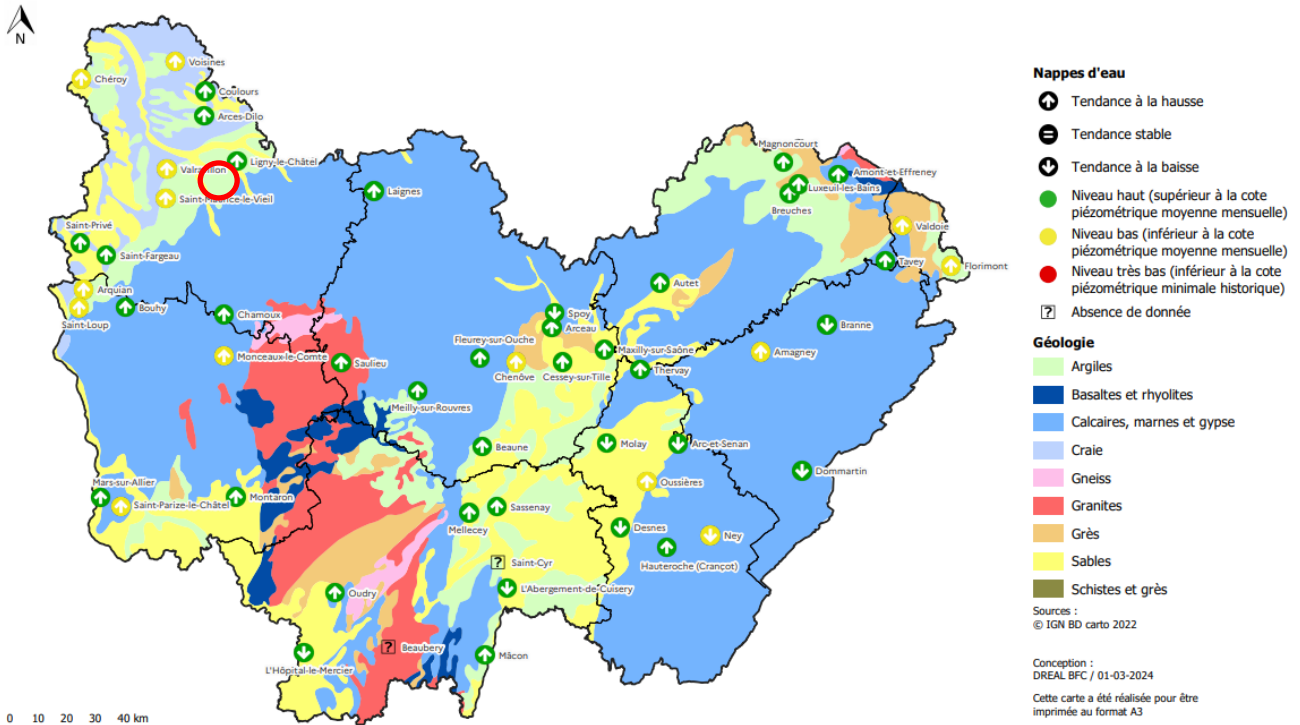 N
Voisines
Chéroy
Coulours
Arces-Dilo
Ligny-le-Châtel
Saint-Maurice-le-Vieil
Laignes
Saint-Privé
Saint-Fargeau
Arquian
Saint-Loup
Bouhy
Chamoux
Monceaux-le-Comte
Saulieu
Magnoncourt
Amont-et-Effreney
Luxeuil-les-Bains
Breuches
Valdoie
Tavey
Florimont
Autet
Spoy
Arceau
Fleurey-sur-Ouche
Chenôve
Cessey-sur-Tille
Maxilly-sur-Saône
Thervay
Branne
Amagney
Meilly-sur-Rouvres
Beaune
Molay
Arc-et-Senan
Dommartin
Oussières
Mars-sur-Allier
Saint-Parize-le-Châtel
Montaron
Mellecey
Sassenay
Desnes
Ney
Hauteroche (Crançot)
? Saint-Cyr
L'Abergement-de-Cuisery
Oudry
? Beaubery
L'Hôpital-le-Mercier
Mâcon
0 10 20 30 40 km
Nappes d'eau
Tendance à la hausse
Tendance stable
Tendance à la baisse
Niveau haut (supérieur à la cote
piézométrique moyenne mensuelle)
Niveau bas (inférieur à la cote
piézométrique moyenne mensuelle)
Niveau très bas (inférieur à la cote
piézométrique minimale historique)
? Absence de donnée
Géologie
Argiles
Basaltes et rhyolites
Calcaires, marnes et gypse
Craie
Gneiss
Granites
Grès
Sables
Schistes et grès
Sources :
© IGN BD carto 2022
Conception :
DREAL BFC / 01-03-2024
Cette carte a été réalisée pour être
imprimée au format A3